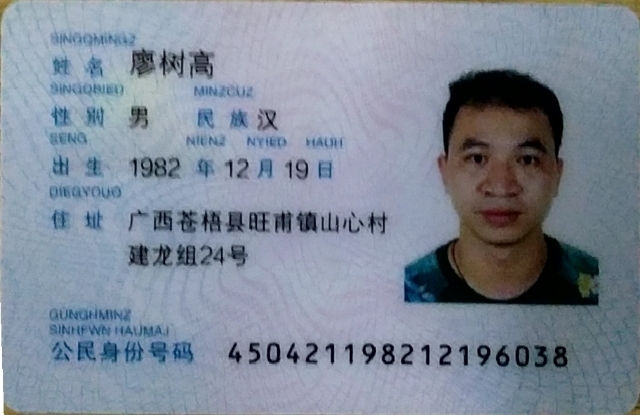 SINGQMINGZ
姓名 廖树高
SINGQBIED MINZCUZ
性别 男 民族 汉
SENG NIENZ NYIED HAUH
出生 1982 年 12 月 19 日
DIEGYOUQ
住址 广西苍梧县旺甫镇山心村
建龙组24号
GUNGHMINZ
SINHFWN HAUMAJ
公民身份号码 450421198212196038